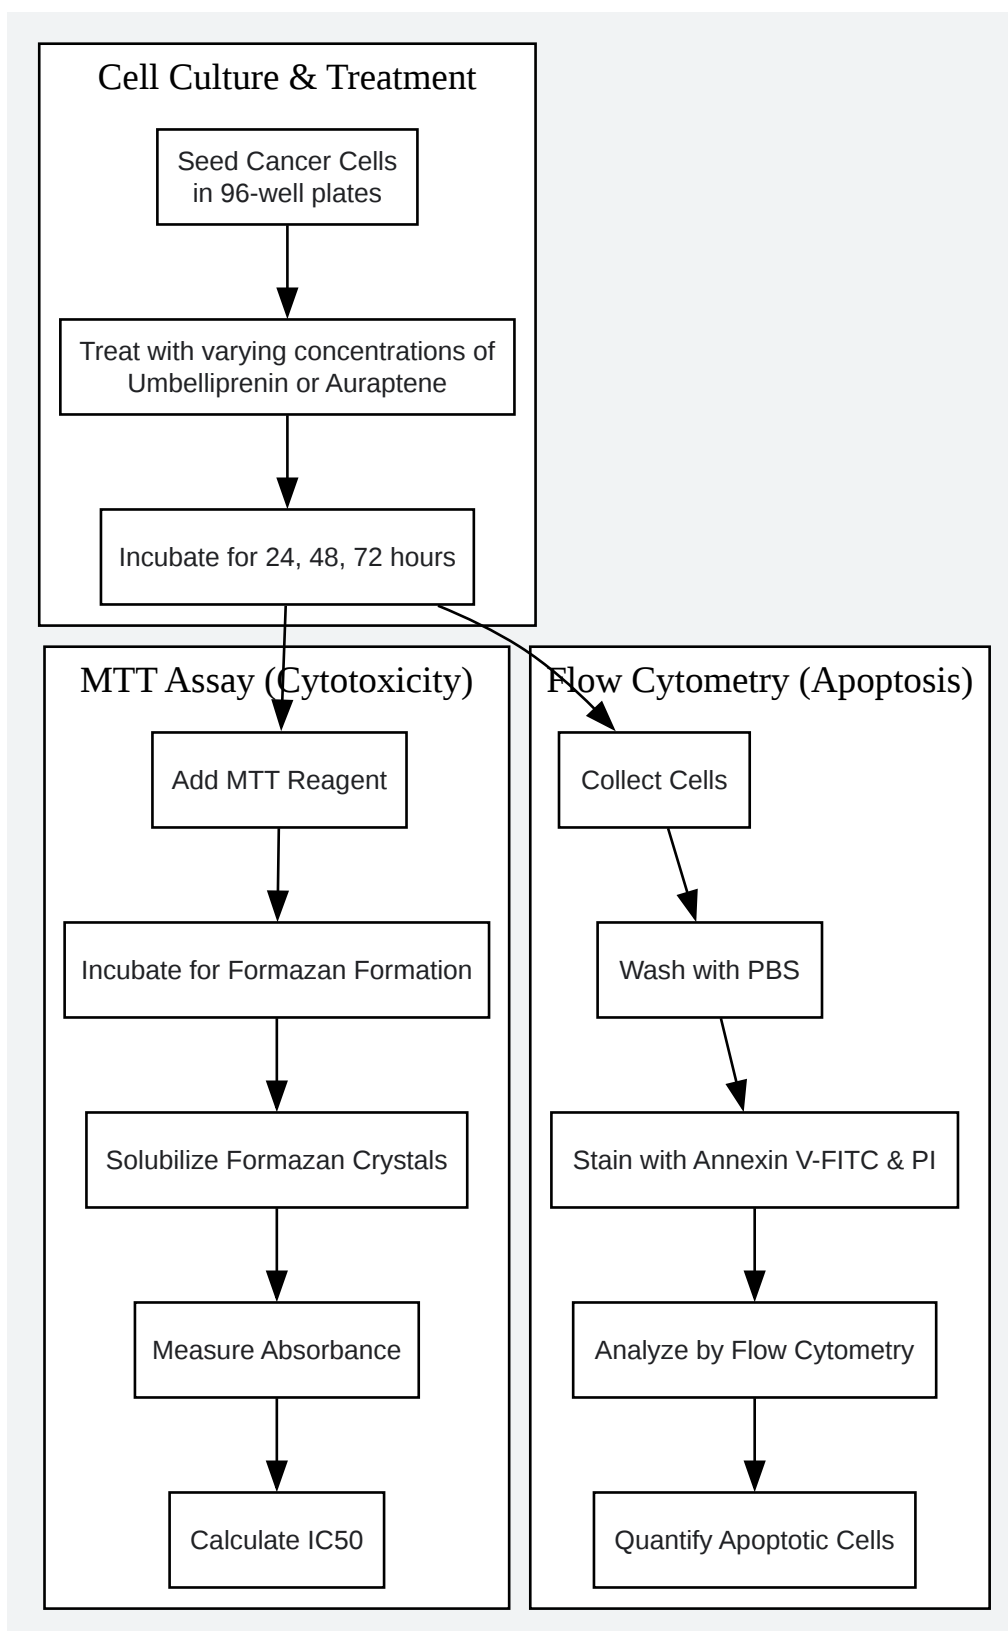 Cell Culture & Treatment
Seed Cancer Cells
in 96-well plates
Treat with varying concentrations of
Umbelliprenin or Auraptene
Incubate for 24, 48, 72 hours
MTT Assay (Cytotoxicity)
Add MTT Reagent
Incubate for Formazan Formation
Solubilize Formazan Crystals
Measure Absorbance
Calculate IC50
Flow Cytometry (Apoptosis)
Collect Cells
Wash with PBS
Stain with Annexin V-FITC & PI
Analyze by Flow Cytometry
Quantify Apoptotic Cells